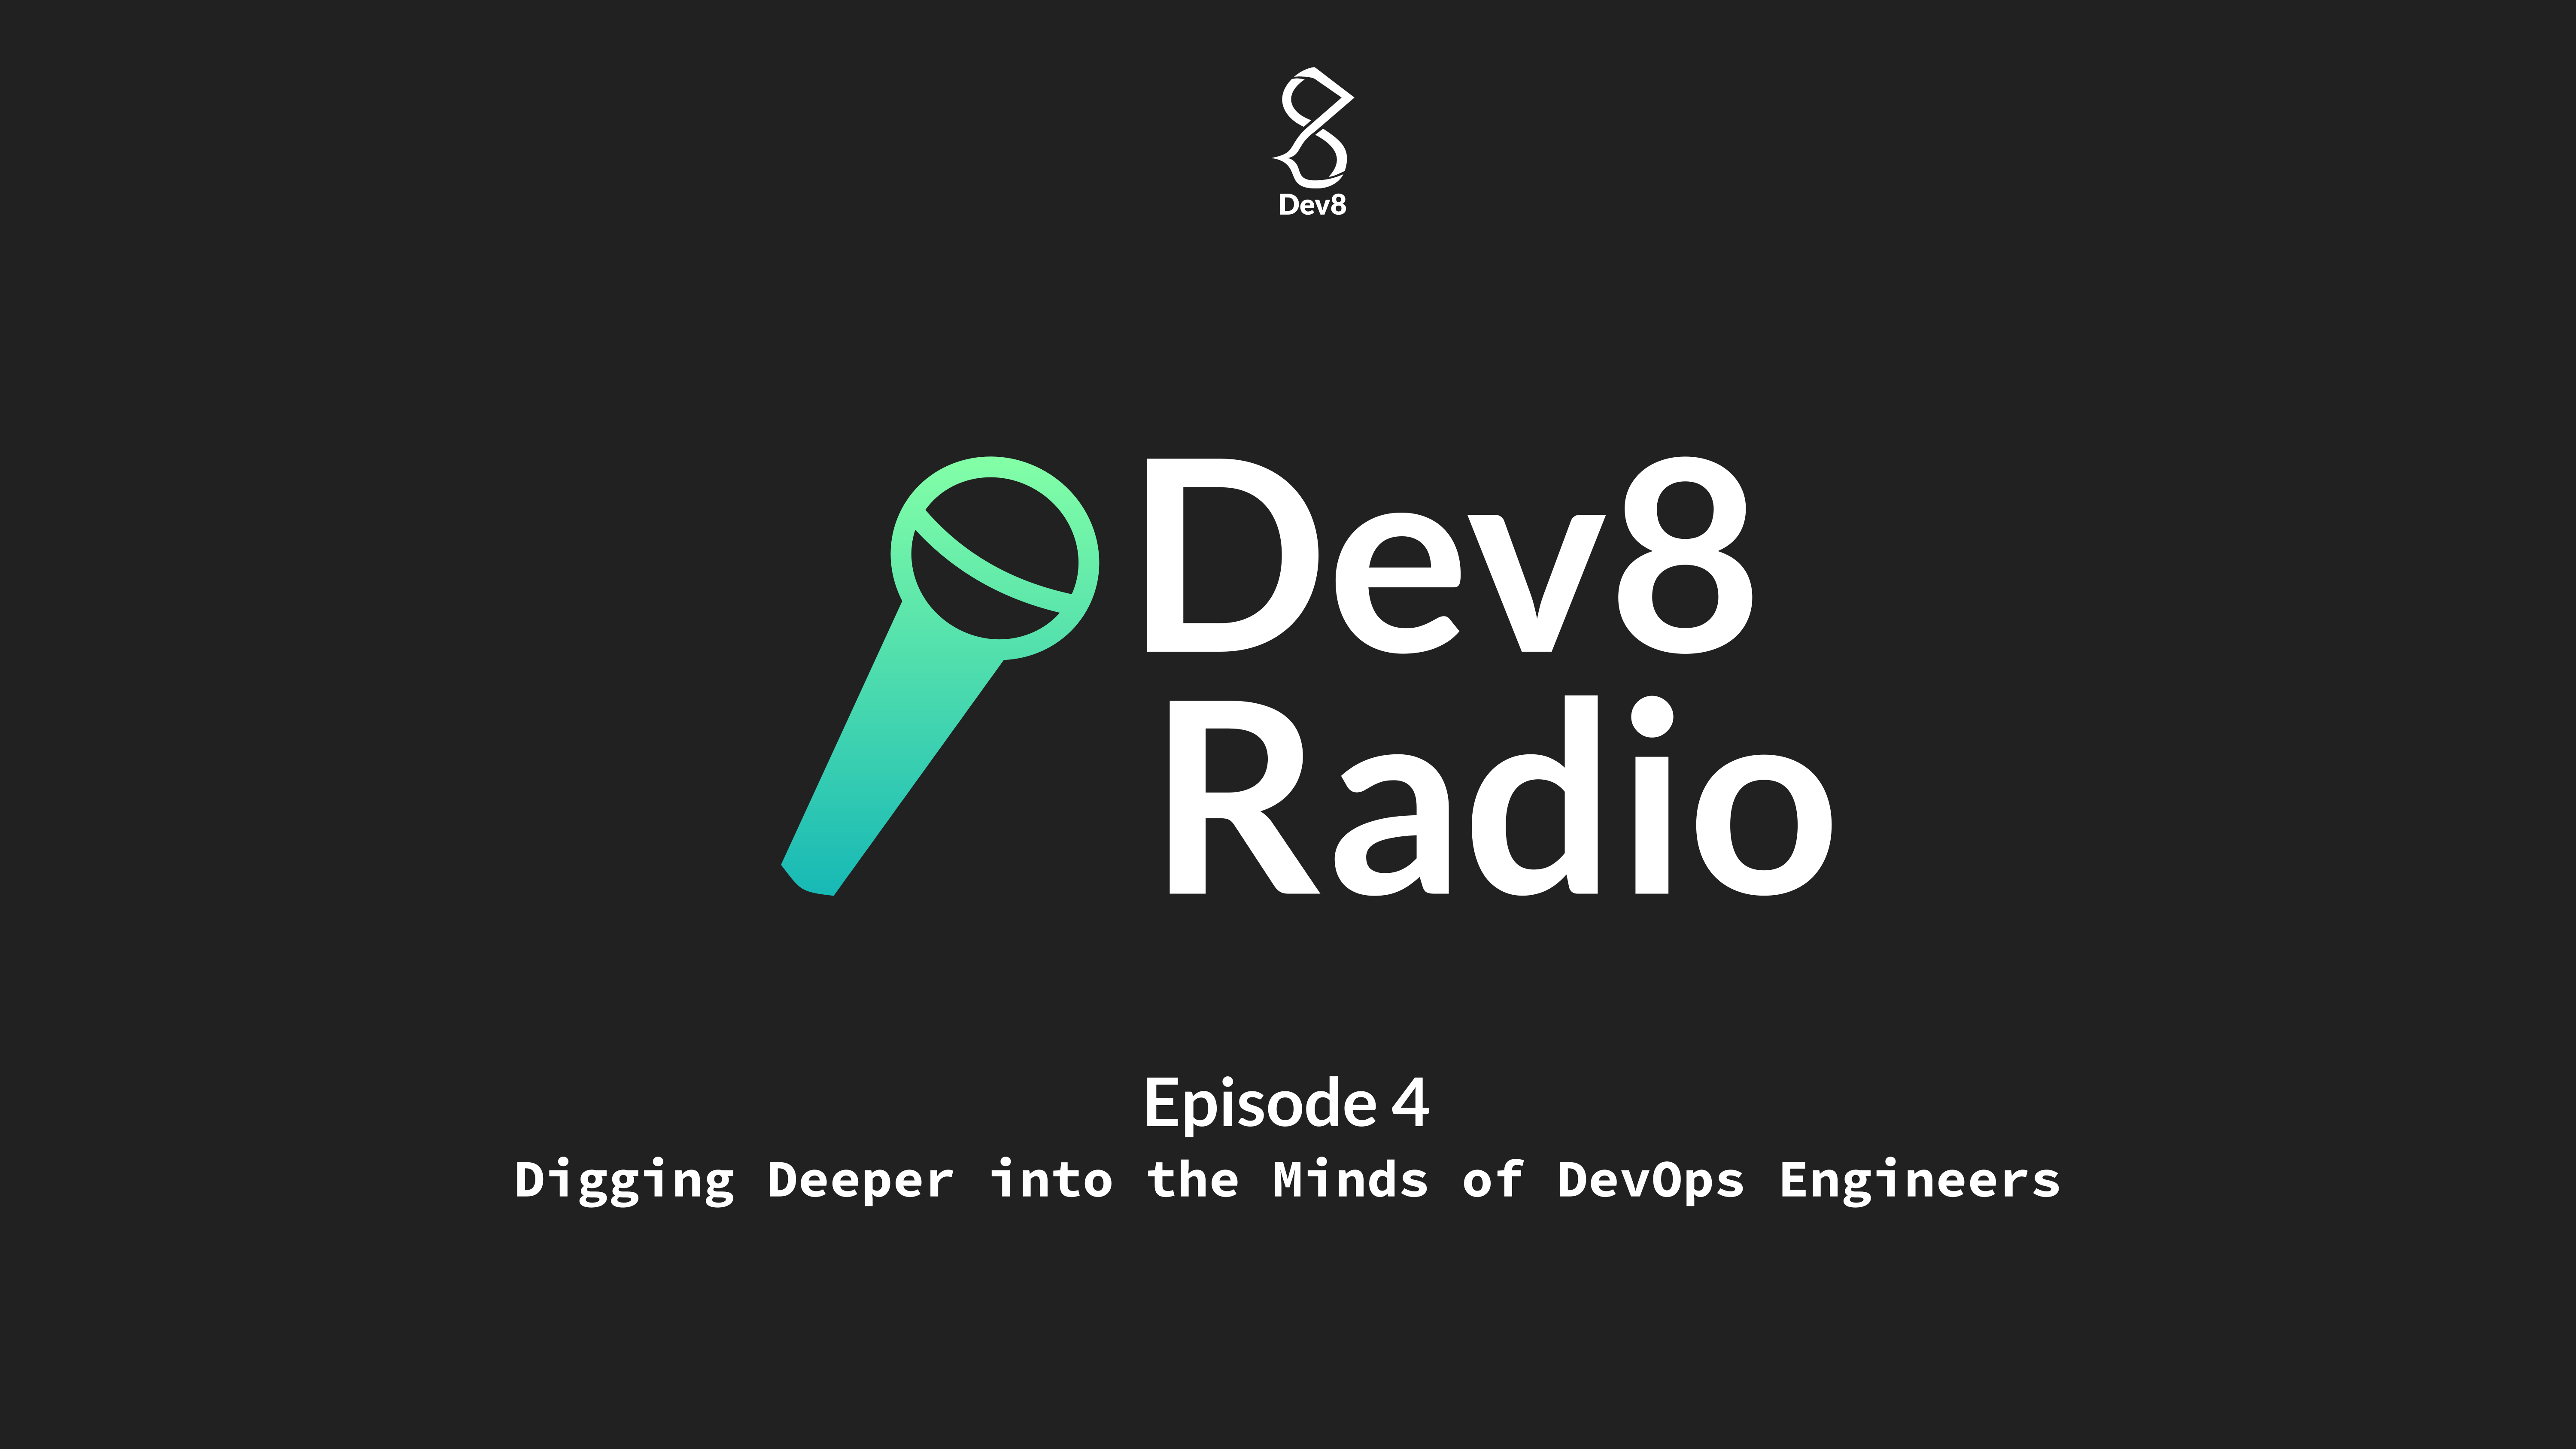 Dev8
Dev8
Radio
Episode 4
Digging Deeper into the Minds of DevOps Engineers